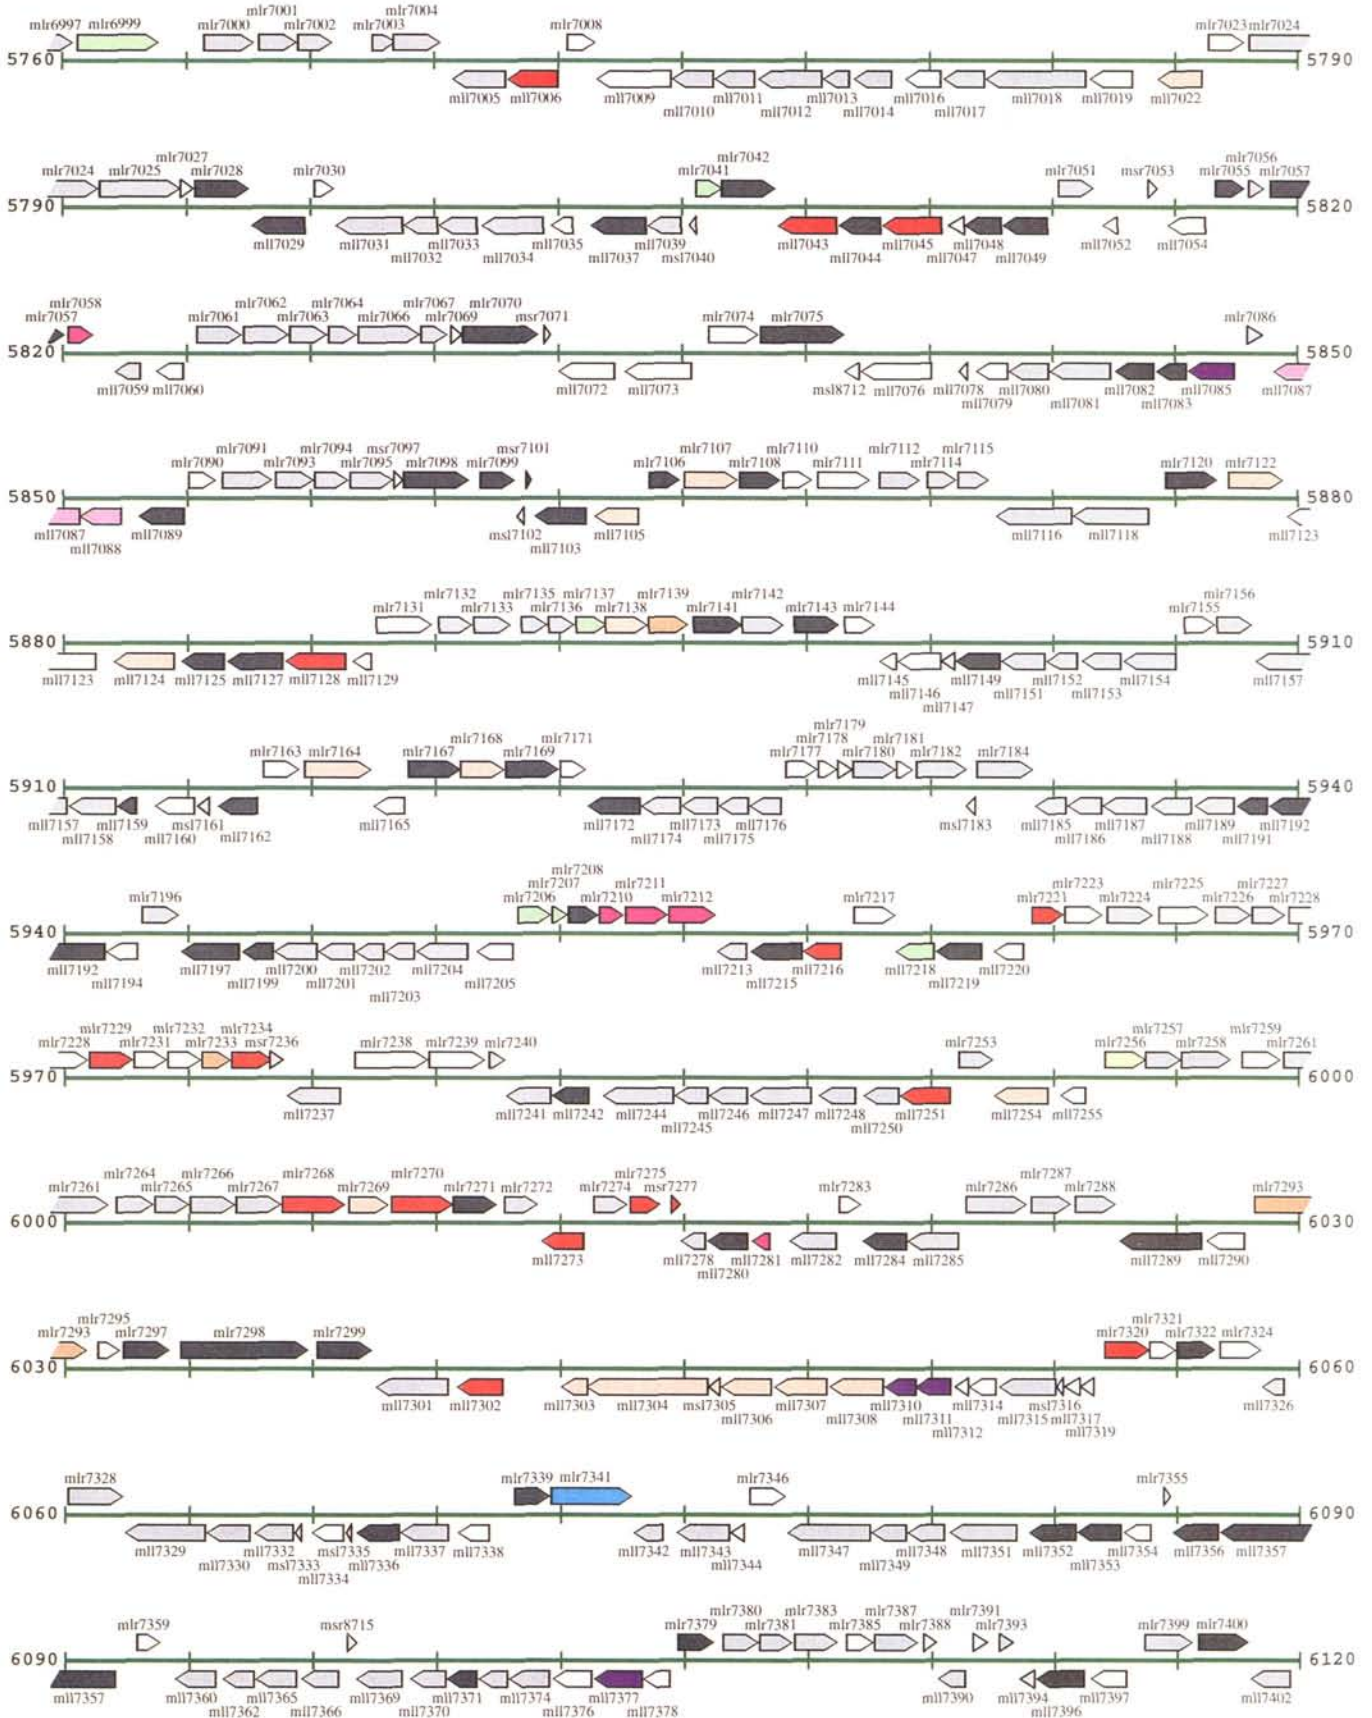 mlr7001 mlr7004
mlr6997 mlr6999 mlr7000 mlr7002 mlr7003 mlr7008 mlr7023 mlr7024
5760 5790
mll7005 mll7006 mll7009 mll7011 mll7013 mll7016 mll7018 mll7019 mll7022
mll7010 mll7012 mll7014 mll7017
mlr7027
mlr7024 mlr7025 mlr7028 mlr7030 mlr7041 mlr7042 mlr7051 msr7053 mlr7055 mlr7056 mlr7057
5790 5820
mll7029 mll7031 mll7033 mll7035 mll7037 mll7039 mll7043 mll7045 mll7048 mll7052 mll7054
mll7032 mll7034 msl7040 mll7044 mll7047 mll7049
mlr7058 mlr7062 mlr7064 mlr7067 mlr7070
mlr7057 mlr7061 mlr7063 mlr7066 mlr7069 msr7071 mlr7074 mlr7075 mlr7086
5820 5850
mll7059 mll7060 mll7072 mll7073 msl8712 mll7076 mll7078 mll7080 mll7082 mll7085 mll7087
mll7079 mll7081 mll7083
mlr7091 mlr7094 msr7097 msr7101 mlr7107 mlr7110 mlr7112 mlr7115
mlr7090 mlr7093 mlr7095 mlr7098 mlr7099 mlr7106 mlr7108 mlr7111 mlr7114 mlr7120 mlr7122
5850 5880
mll7087 mll7089 msl7102 mll7105 mll7116 mll7118 mll7123
mll7088 mll7103
mlr7132 mlr7135 mlr7137 mlr7139 mlr7142 mlr7156
mlr7131 mlr7133 mlr7136 mlr7138 mlr7141 mlr7143 mlr7144 mlr7155
5880 5910
mll7123 mll7124 mll7125 mll7127 mll7128 mll7129 mll7145 mll7149 mll7152 mll7154 mll7157
mll7146 mll7147 mll7151 mll7153
mlr7179
mlr7163 mlr7164 mlr7167 mlr7168 mlr7169 mlr7171 mlr7177 mlr7178 mlr7180 mlr7181 mlr7182 mlr7184
5910 5940
mll7157 mll7159 msl7161 mll7165 mll7172 mll7173 mll7176 msl7183 mll7185 mll7187 mll7189 mll7192
mll7158 mll7160 mll7162 mll7174 mll7175 mll7186 mll7188 mll7191
mlr7208
mlr7196 mlr7206 mlr7207 mlr7210 mlr7211 mlr7212 mlr7217 mlr7221 mlr7223 mlr7224 mlr7225 mlr7226 mlr7227 mlr7228
5940 5970
mll7192 mll7197 mll7200 mll7202 mll7204 mll7205 mll7213 mll7216 mll7218 mll7220
mll7194 mll7199 mll7201 mll7203 mll7215 mll7219
mlr7229 mlr7232 mlr7234 mlr7257 mlr7259
mlr7228 mlr7231 mlr7233 msr7236 mlr7238 mlr7239 mlr7240 mlr7253 mlr7256 mlr7258 mlr7261
5970 6000
mll7237 mll7241 mll7242 mll7244 mll7246 mll7247 mll7248 mll7251 mll7254 mll7255
mll7245 mll7250
mlr7264 mlr7266 mlr7268 mlr7270 mlr7275 mlr7287
mlr7261 mlr7265 mlr7267 mlr7269 mlr7271 mlr7272 mlr7274 msr7277 mlr7283 mlr7286 mlr7288 mlr7293
6000 6030
mll7273 mll7278 mll7281 mll7282 mll7284 mll7285 mll7289 mll7290
mll7280
mlr7295 mlr7321
mlr7293 mlr7297 mlr7298 mlr7299 mlr7320 mlr7322 mlr7324
6030 6060
mll7301 mll7302 mll7303 mll7304 msl7305 mll7307 mll7310 mll7314 msl7316 mll7326
mll7306 mll7308 mll7311 mll7312 mll7315 mll7317 mll7319
mlr7328 mlr7339 mlr7341 mlr7346 mlr7355
6060 6090
mll7329 mll7332 msl7335 mll7337 mll7338 mll7342 mll7343 mll7347 mll7348 mll7351 mll7352 mll7354 mll7356 mll7357
mll7330 msl7333 mll7334 mll7336 mll7344 mll7349 mll7353
mlr7380 mlr7383 mlr7387 mlr7391
mlr7359 msr8715 mlr7379 mlr7381 mlr7385 mlr7388 mlr7393 mlr7399 mlr7400
6090 6120
mll7357 mll7360 mll7365 mll7369 mll7371 mll7374 mll7377 mll7390 mll7394 mll7397 mll7402
mll7362 mll7366 mll7370 mll7376 mll7378 mll7396